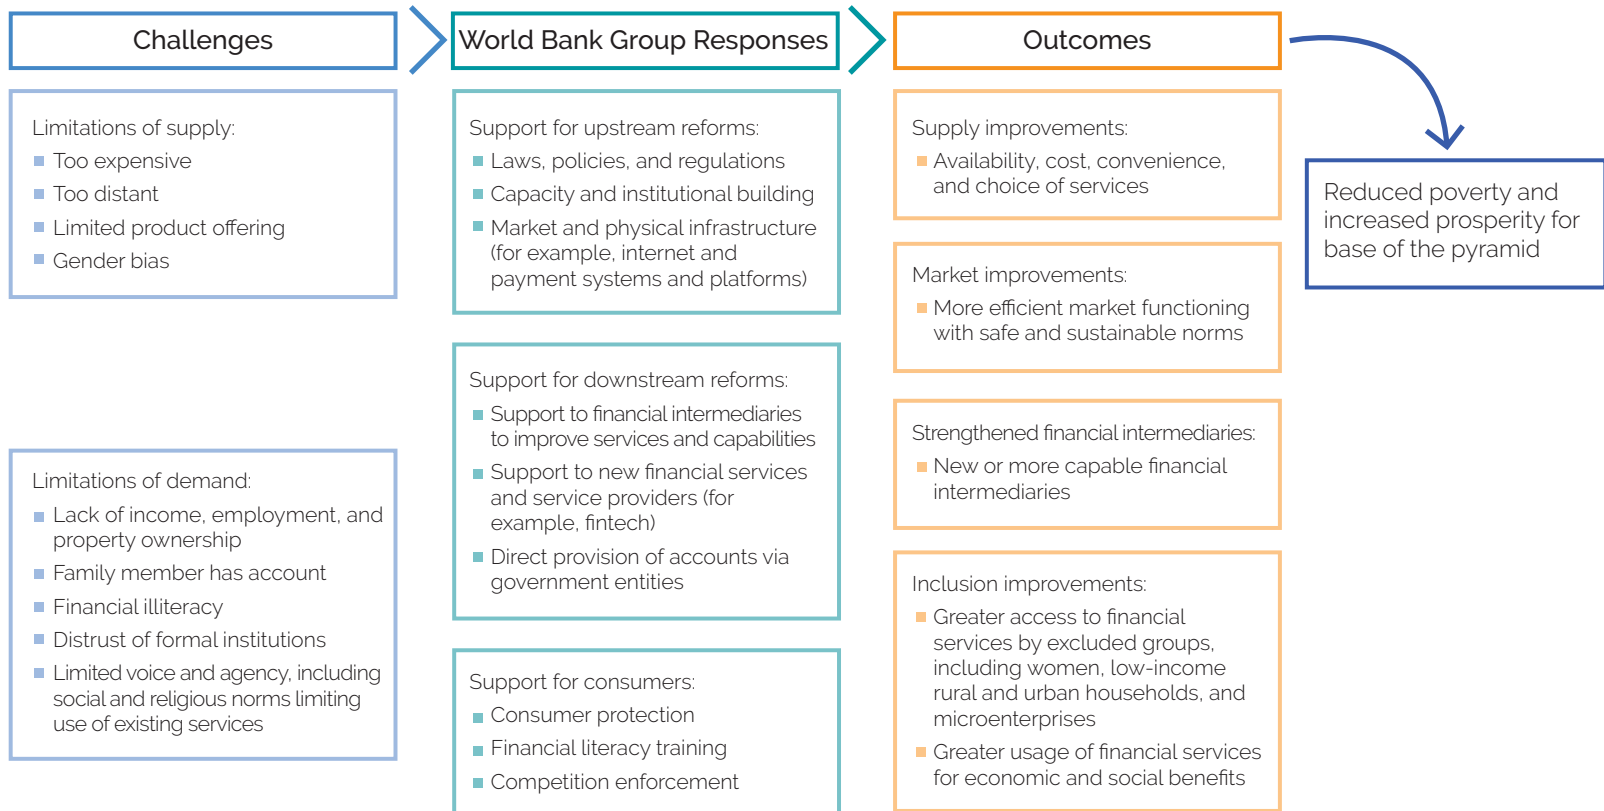 Challenges
World Bank Group Responses
Outcomes
Limitations of supply:
Too expensive
Too distant
Limited product offering
Gender bias
Limitations of demand:
Lack of income, employment, and
property ownership
Family member has account
Financial illiteracy
Distrust of formal institutions
Limited voice and agency, including
social and religious norms limiting
use of existing services
Support for upstream reforms:
Laws, policies, and regulations
Capacity and institutional building
Market and physical infrastructure
(for example, internet and
payment systems and platforms)
Support for downstream reforms:
Support to financial intermediaries
to improve services and capabilities
Support to new financial services
and service providers (for
example, fintech)
Direct provision of accounts via
government entities
Support for consumers:
Consumer protection
Financial literacy training
Competition enforcement
Supply improvements:
Availability, cost, convenience,
and choice of services
Market improvements:
More efficient market functioning
with safe and sustainable norms
Strengthened financial intermediaries:
New or more capable financial
intermediaries
Inclusion improvements:
Greater access to financial
services by excluded groups,
including women, low-income
rural and urban households, and
microenterprises
Greater usage of financial services
for economic and social benefits
Reduced poverty and
increased prosperity for
base of the pyramid